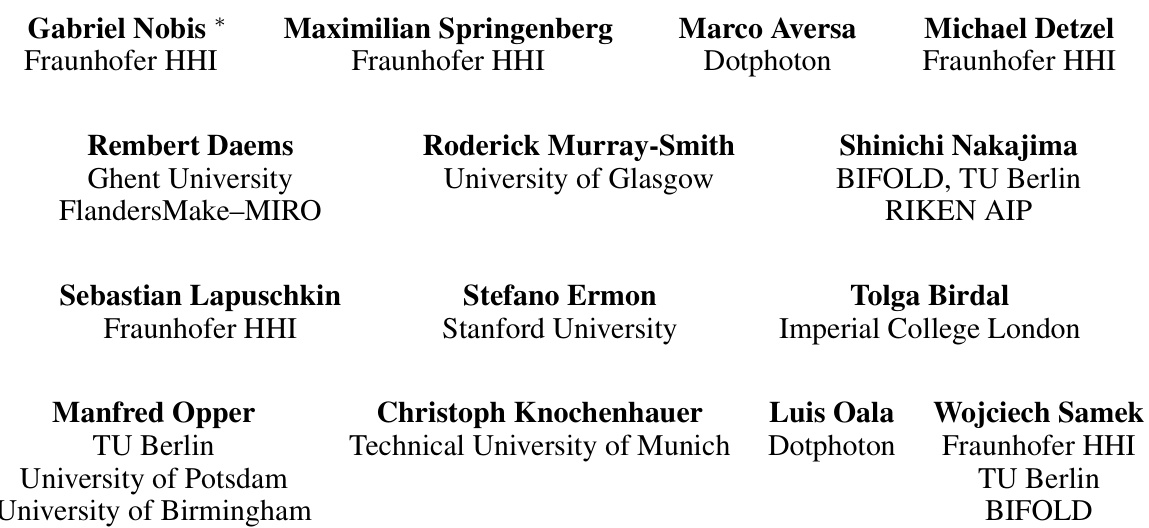 Gabriel Nobis * Maximilian Springenberg Marco Aversa Michael Detzel
Fraunhofer HHI Fraunhofer HHI Dotphoton Fraunhofer HHI
Rembert Daems Roderick Murray-Smith Shinichi Nakajima
Ghent University University of Glasgow BIFOLD, TU Berlin
FlandersMake–MIRO RIKEN AIP
Sebastian Lapuschkin Stefano Ermon Tolga Birdal
Fraunhofer HHI Stanford University Imperial College London
Manfred Opper Christoph Knochenhauer Luis Oala Wojciech Samek
TU Berlin Technical University of Munich Dotphoton Fraunhofer HHI
University of Potsdam TU Berlin
University of Birmingham BIFOLD